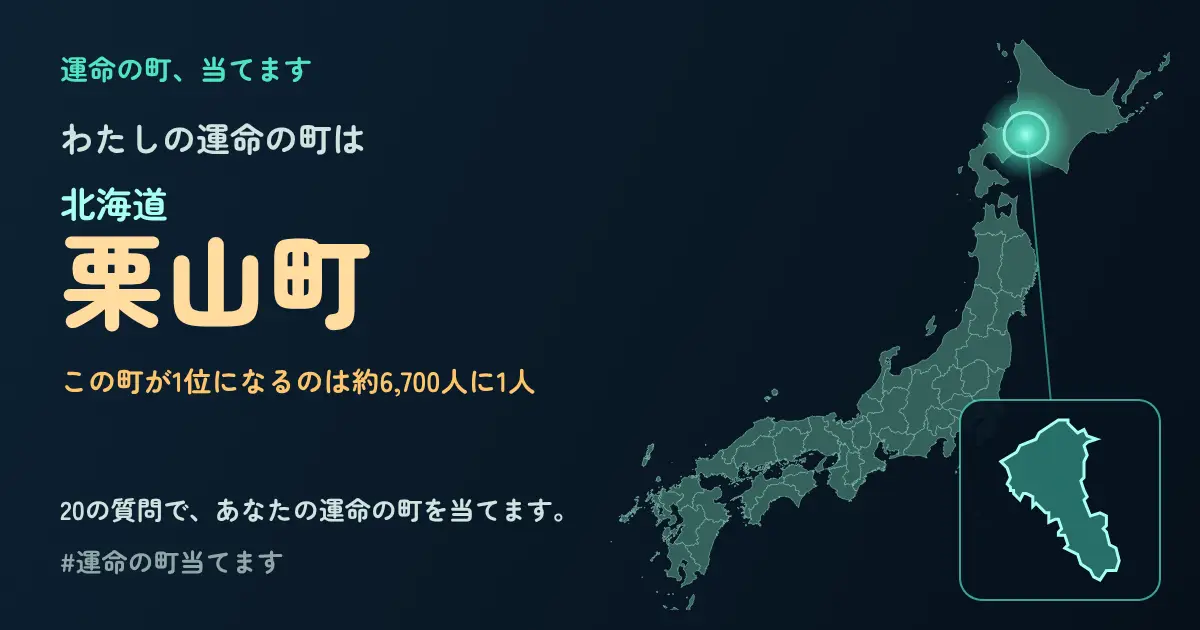 運命の町、当てます
わたしの運命の町は
北海道
栗山町
この町が1位になるのは約6,700人に1人
20の質問で、あなたの運命の町を当てます。
#運命の町当てます